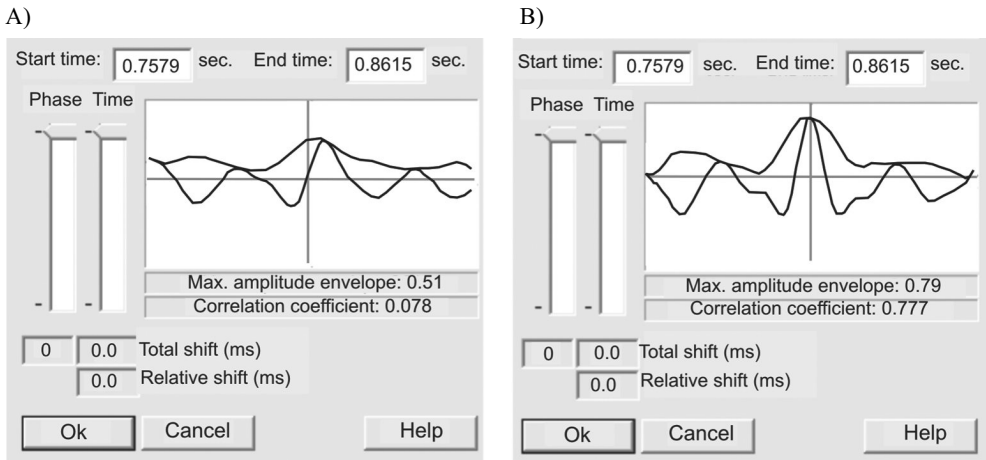 A)
Start time: 0.7579 sec. End time: 0.8615 sec.
Phase Time
Max. amplitude envelope: 0.51
Correlation coefficient: 0.078
0 0.0 Total shift (ms)
0.0 Relative shift (ms)
Ok Cancel Help
B)
Start time: 0.7579 sec. End time: 0.8615 sec.
Phase Time
Max. amplitude envelope: 0.79
Correlation coefficient: 0.777
0 0.0 Total shift (ms)
0.0 Relative shift (ms)
Ok Cancel Help